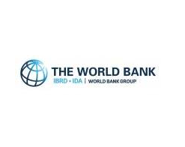 THE WORLD BANK
IBRD • IDA | WORLD BANK GROUP